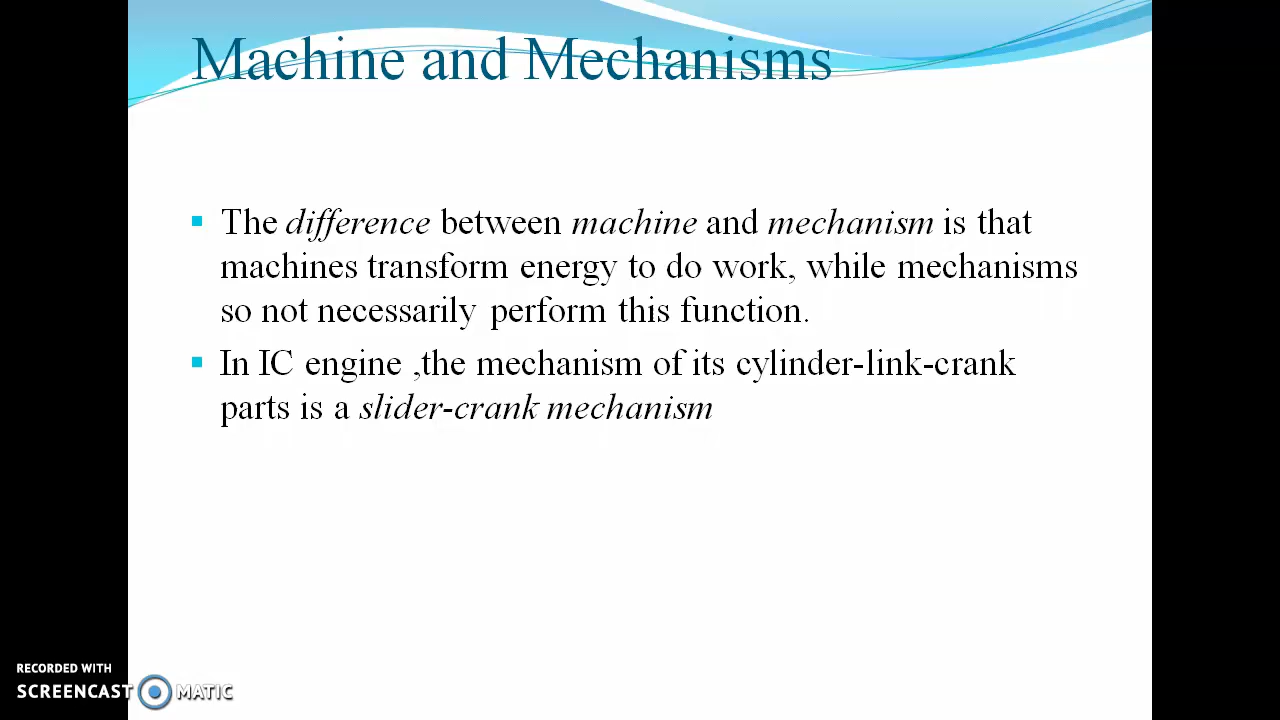 Machine and Mechanisms
The difference between machine and mechanism is that
machines transform energy to do work, while mechanisms
so not necessarily perform this function.
In IC engine ,the mechanism of its cylinder-link-crank
parts is a slider-crank mechanism
RECORDED WITH
SCREENCAST MATIC